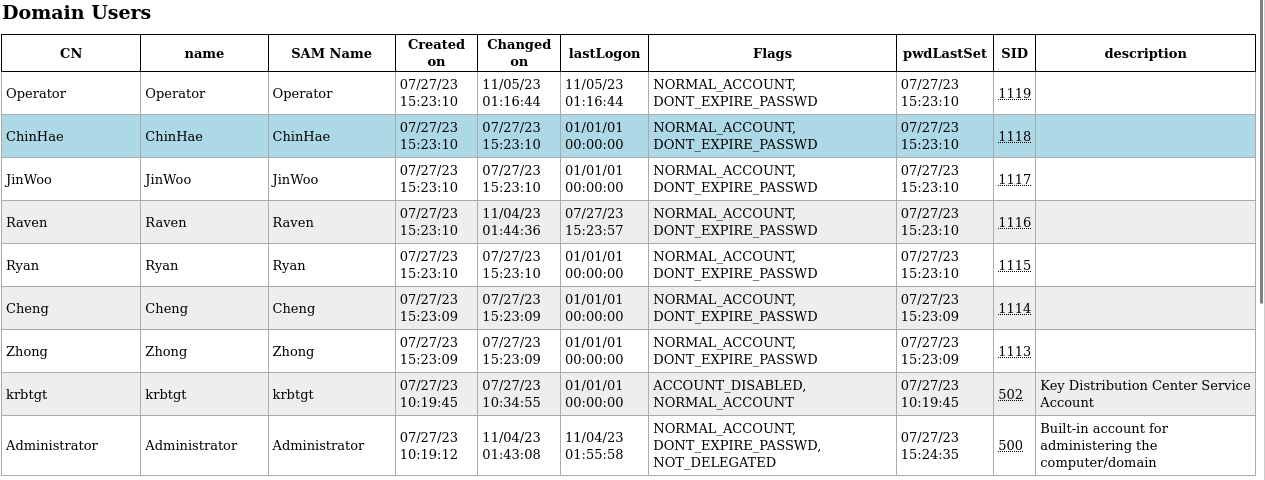 Domain Users
CN name SAM Name Created on Changed on lastLogon Flags pwdLastSet SID description
Operator Operator Operator 07/27/23 15:23:10 11/05/23 01:16:44 11/05/23 01:16:44 NORMAL_ACCOUNT, DONT_EXPIRE_PASSWD 07/27/23 15:23:10 1119
ChinHae ChinHae ChinHae 07/27/23 15:23:10 07/27/23 15:23:10 01/01/01 00:00:00 NORMAL_ACCOUNT, DONT_EXPIRE_PASSWD 07/27/23 15:23:10 1118
JinWoo JinWoo JinWoo 07/27/23 15:23:10 07/27/23 15:23:10 01/01/01 00:00:00 NORMAL_ACCOUNT, DONT_EXPIRE_PASSWD 07/27/23 15:23:10 1117
Raven Raven Raven 07/27/23 15:23:10 11/04/23 01:44:36 07/27/23 15:23:57 NORMAL_ACCOUNT, DONT_EXPIRE_PASSWD 07/27/23 15:23:10 1116
Ryan Ryan Ryan 07/27/23 15:23:10 07/27/23 15:23:10 01/01/01 00:00:00 NORMAL_ACCOUNT, DONT_EXPIRE_PASSWD 07/27/23 15:23:10 1115
Cheng Cheng Cheng 07/27/23 15:23:09 07/27/23 15:23:09 01/01/01 00:00:00 NORMAL_ACCOUNT, DONT_EXPIRE_PASSWD 07/27/23 15:23:09 1114
Zhong Zhong Zhong 07/27/23 15:23:09 07/27/23 15:23:09 01/01/01 00:00:00 NORMAL_ACCOUNT, DONT_EXPIRE_PASSWD 07/27/23 15:23:09 1113
krbtgt krbtgt krbtgt 07/27/23 10:19:45 07/27/23 10:34:55 01/01/01 00:00:00 ACCOUNT_DISABLED, NORMAL_ACCOUNT 07/27/23 10:19:45 502 Key Distribution Center Service Account
Administrator Administrator Administrator 07/27/23 10:19:12 11/04/23 01:43:08 11/04/23 01:55:58 NORMAL_ACCOUNT, DONT_EXPIRE_PASSWD, NOT_DELEGATED 07/27/23 15:24:35 500 Built-in account for administering the computer/domain